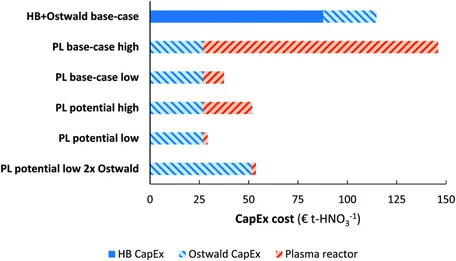 HB+Ostwald base-case
PL base-case high
PL base-case low
PL potential high
PL potential low
PL potential low 2x Ostwald
0 25 50 75 100 125 150
CapEx cost (€ t-HNO₃⁻¹)
HB CapEx Ostwald CapEx Plasma reactor